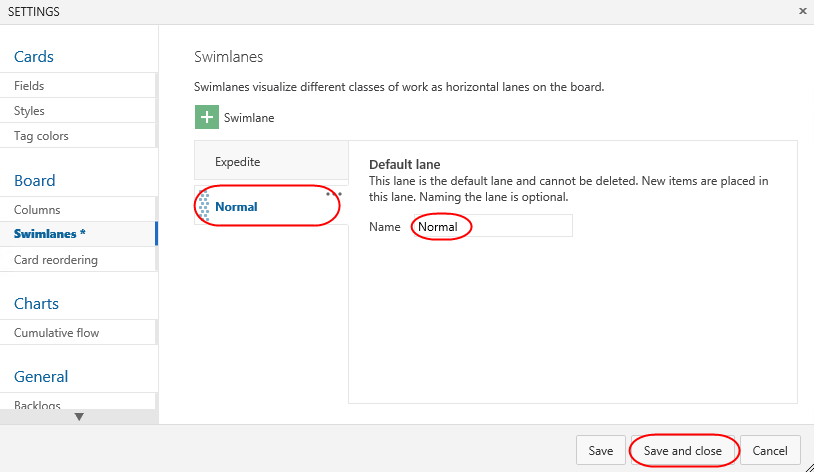 SETTINGS
×
Cards
Fields
Styles
Tag colors
Board
Columns
Swimlanes *
Card reordering
Charts
Cumulative flow
General
Backlogs
Swimlanes
Swimlanes visualize different classes of work as horizontal lanes on the board.
Swimlane
Expedite
Normal
Default lane
This lane is the default lane and cannot be deleted. New items are placed in
this lane. Naming the lane is optional.
Name Normal
Save Save and close Cancel